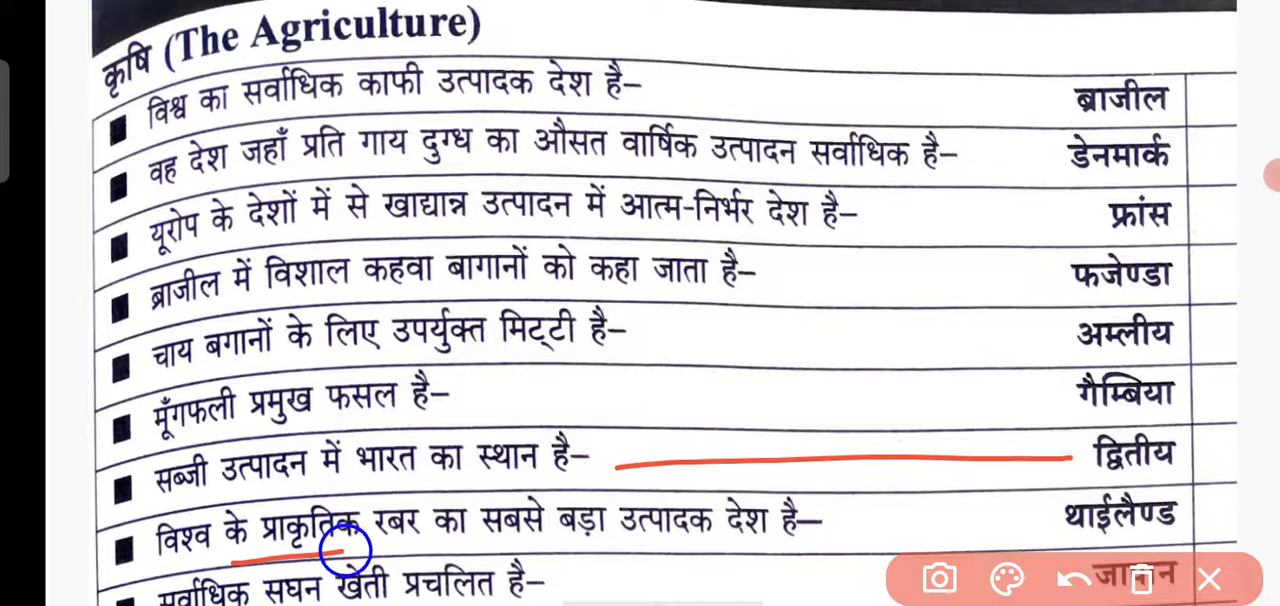 कृषि (The Agriculture)
■ विश्व का सर्वाधिक काफी उत्पादक देश है– ब्राजील
■ वह देश जहाँ प्रति गाय दुग्ध का औसत वार्षिक उत्पादन सर्वाधिक है– डेनमार्क
■ यूरोप के देशों में से खाद्यान्न उत्पादन में आत्म-निर्भर देश है– फ्रांस
■ ब्राजील में विशाल कहवा बागानों को कहा जाता है– फजेण्डा
■ चाय बगानों के लिए उपर्युक्त मिट्टी है– अम्लीय
■ मूँगफली प्रमुख फसल है– गैम्बिया
■ सब्जी उत्पादन में भारत का स्थान है– द्वितीय
■ विश्व के प्राकृतिक रबर का सबसे बड़ा उत्पादक देश है– थाईलैण्ड
■ सर्वाधिक सघन खेती प्रचलित है– जापान